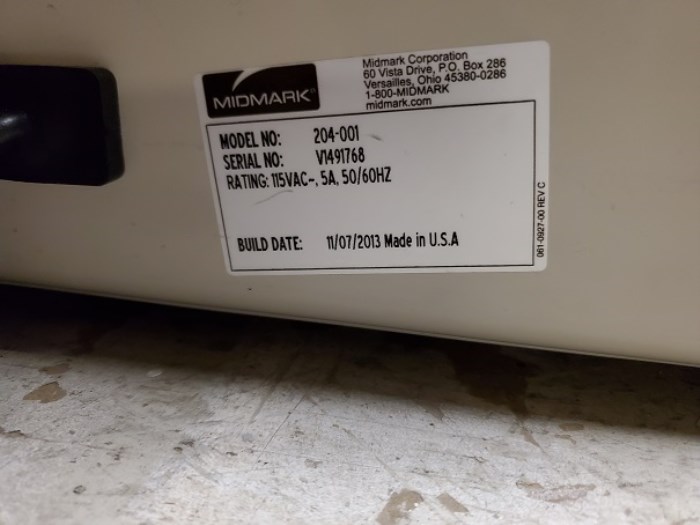 MIDMARK®
Midmark Corporation
60 Vista Drive, P.O. Box 286
Versailles, Ohio 45380-0286
1-800-MIDMARK
midmark.com
MODEL NO: 204-001
SERIAL NO: V1491768
RATING: 115VAC~, 5A, 50/60HZ
BUILD DATE: 11/07/2013 Made in U.S.A
061-0927-00 REV C